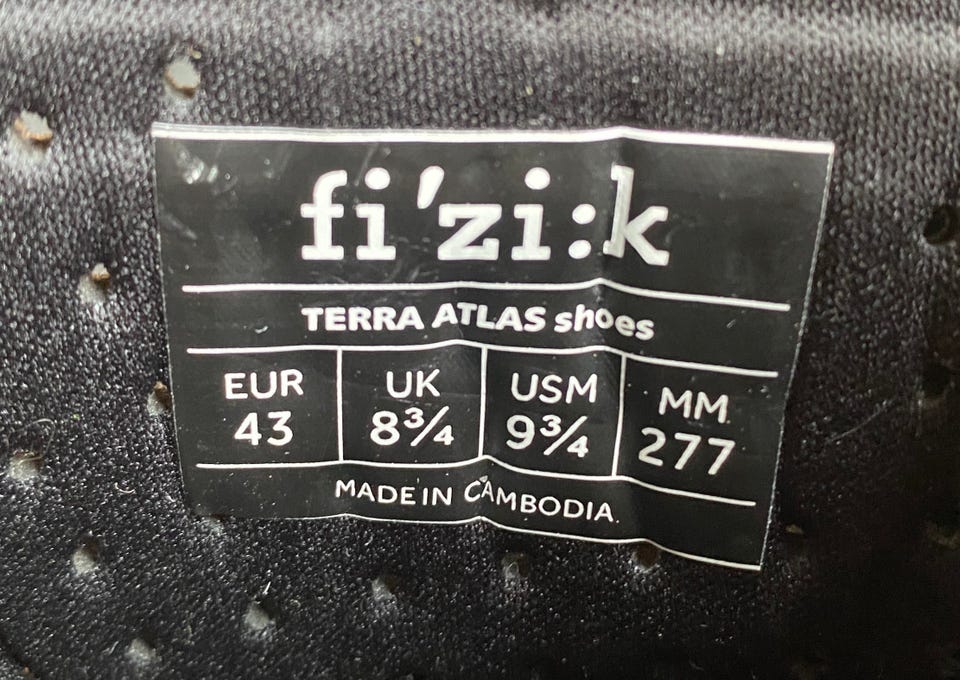 fi'zi:k
TERRA ATLAS shoes
EUR UK USM MM
43 8¾ 9¾ 277
MADE IN CAMBODIA